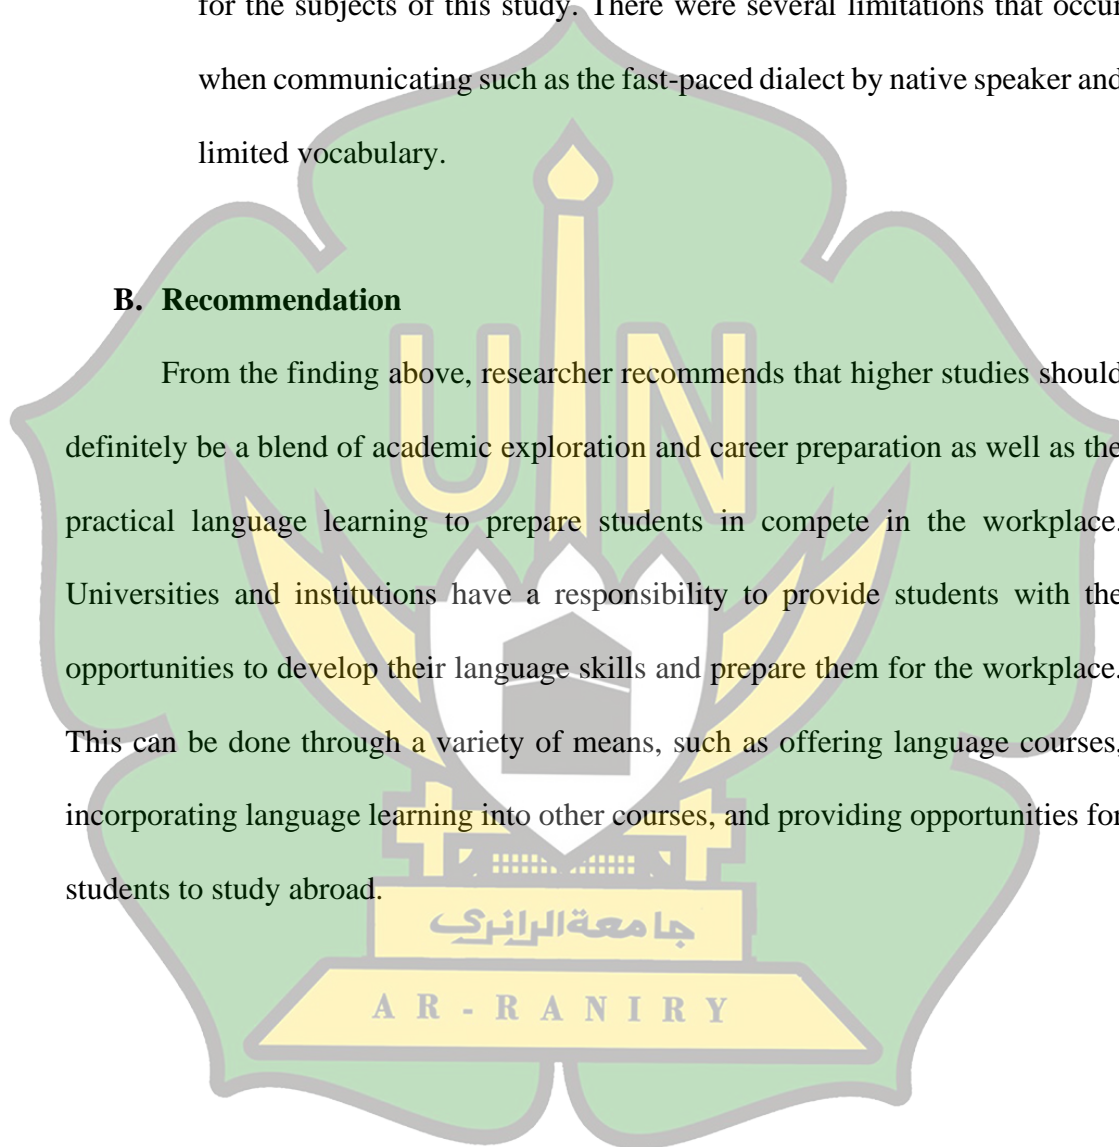 for the subjects of this study. There were several limitations that occur
when communicating such as the fast-paced dialect by native speaker and
limited vocabulary.
B. Recommendation
UIN
From the finding above, researcher recommends that higher studies should
definitely be a blend of academic exploration and career preparation as well as the
practical language learning to prepare students in compete in the workplace.
Universities and institutions have a responsibility to provide students with the
opportunities to develop their language skills and prepare them for the workplace.
This can be done through a variety of means, such as offering language courses,
incorporating language learning into other courses, and providing opportunities for
students to study abroad.
جامعة الرانري
AR-RANIRY